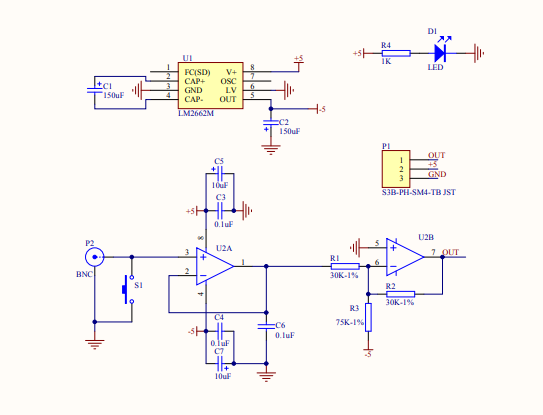 D1
R4
+5
1K
LED
U1
+5
1 FC(SD) V+ 8
2 CAP+ OSC 7
3 GND LV 6
4 CAP- OUT 5
LM2662M
C1
150uF
-5
C2
150uF
P1
1 OUT
2 +5
3 GND
S3B-PH-SM4-TB JST
C5
10uF
+5
C3
0.1uF
8
P2
BNC
S1
3
2
U2A
1
4
-5
C4
0.1uF
C7
10uF
C6
0.1uF
R1
30K-1%
5
6
U2B
7
OUT
R2
30K-1%
R3
75K-1%
-5